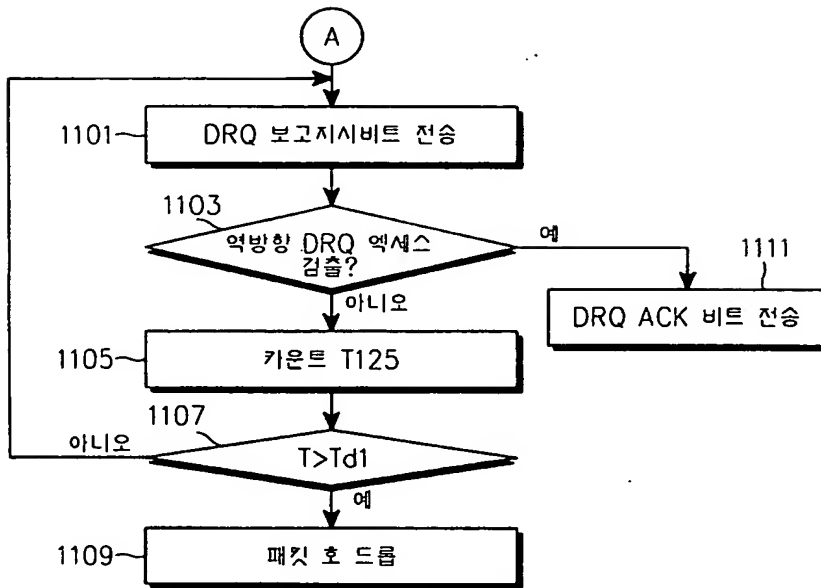 A
1101
DRQ 보고지시비트 전송
1103
역방향 DRQ 엑세스
검출?
예
아니오
1111
DRQ ACK 비트 전송
1105
카운트 T125
1107
아니오
T>Td1
예
1109
패킷 호 드롭